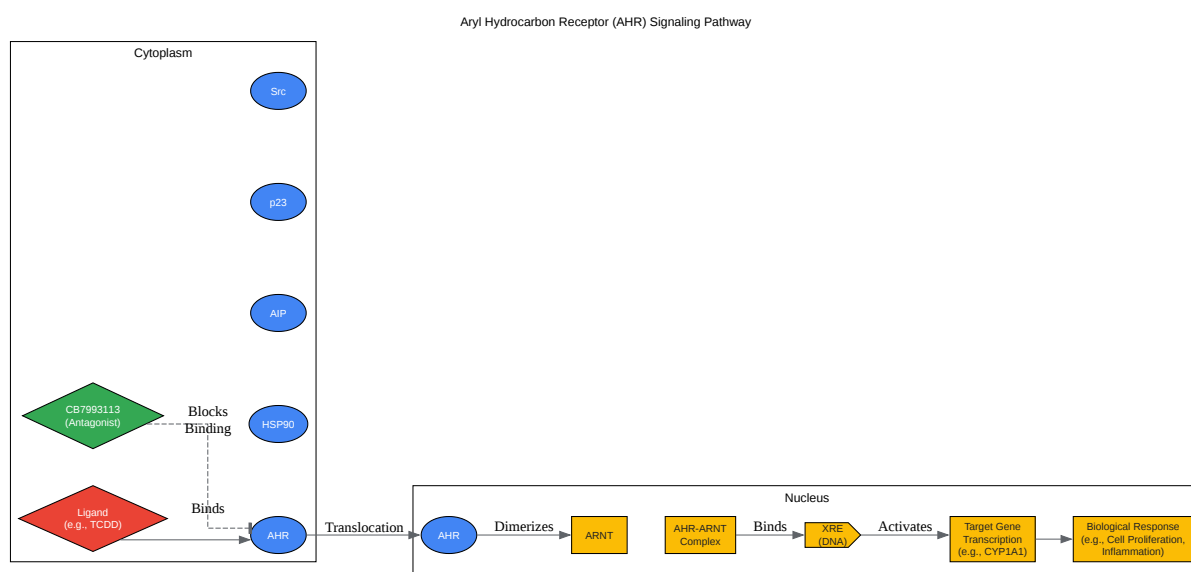 Aryl Hydrocarbon Receptor (AHR) Signaling Pathway
Cytoplasm
Src
p23
AIP
CB7993113
(Antagonist)
Blocks
Binding
HSP90
Ligand
(e.g., TCDD)
Binds
AHR
Translocation
Nucleus
AHR
Dimerizes
ARNT
AHR-ARNT
Complex
Binds
XRE
(DNA)
Activates
Target Gene
Transcription
(e.g., CYP1A1)
Biological Response
(e.g., Cell Proliferation,
Inflammation)